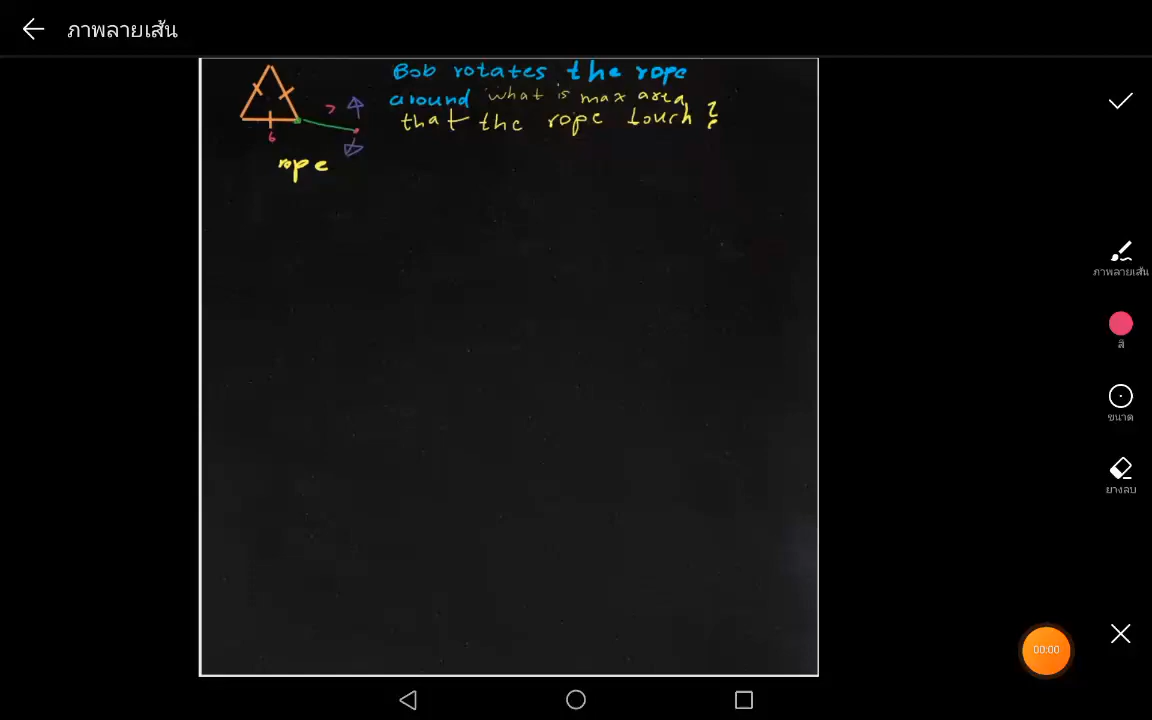 ภาพลายเส้น
Bob rotates the rope
around what is max area
that the rope touch?
6
rope
ภาพลายเส้น
สี
ขนาด
ยางลบ
00:00